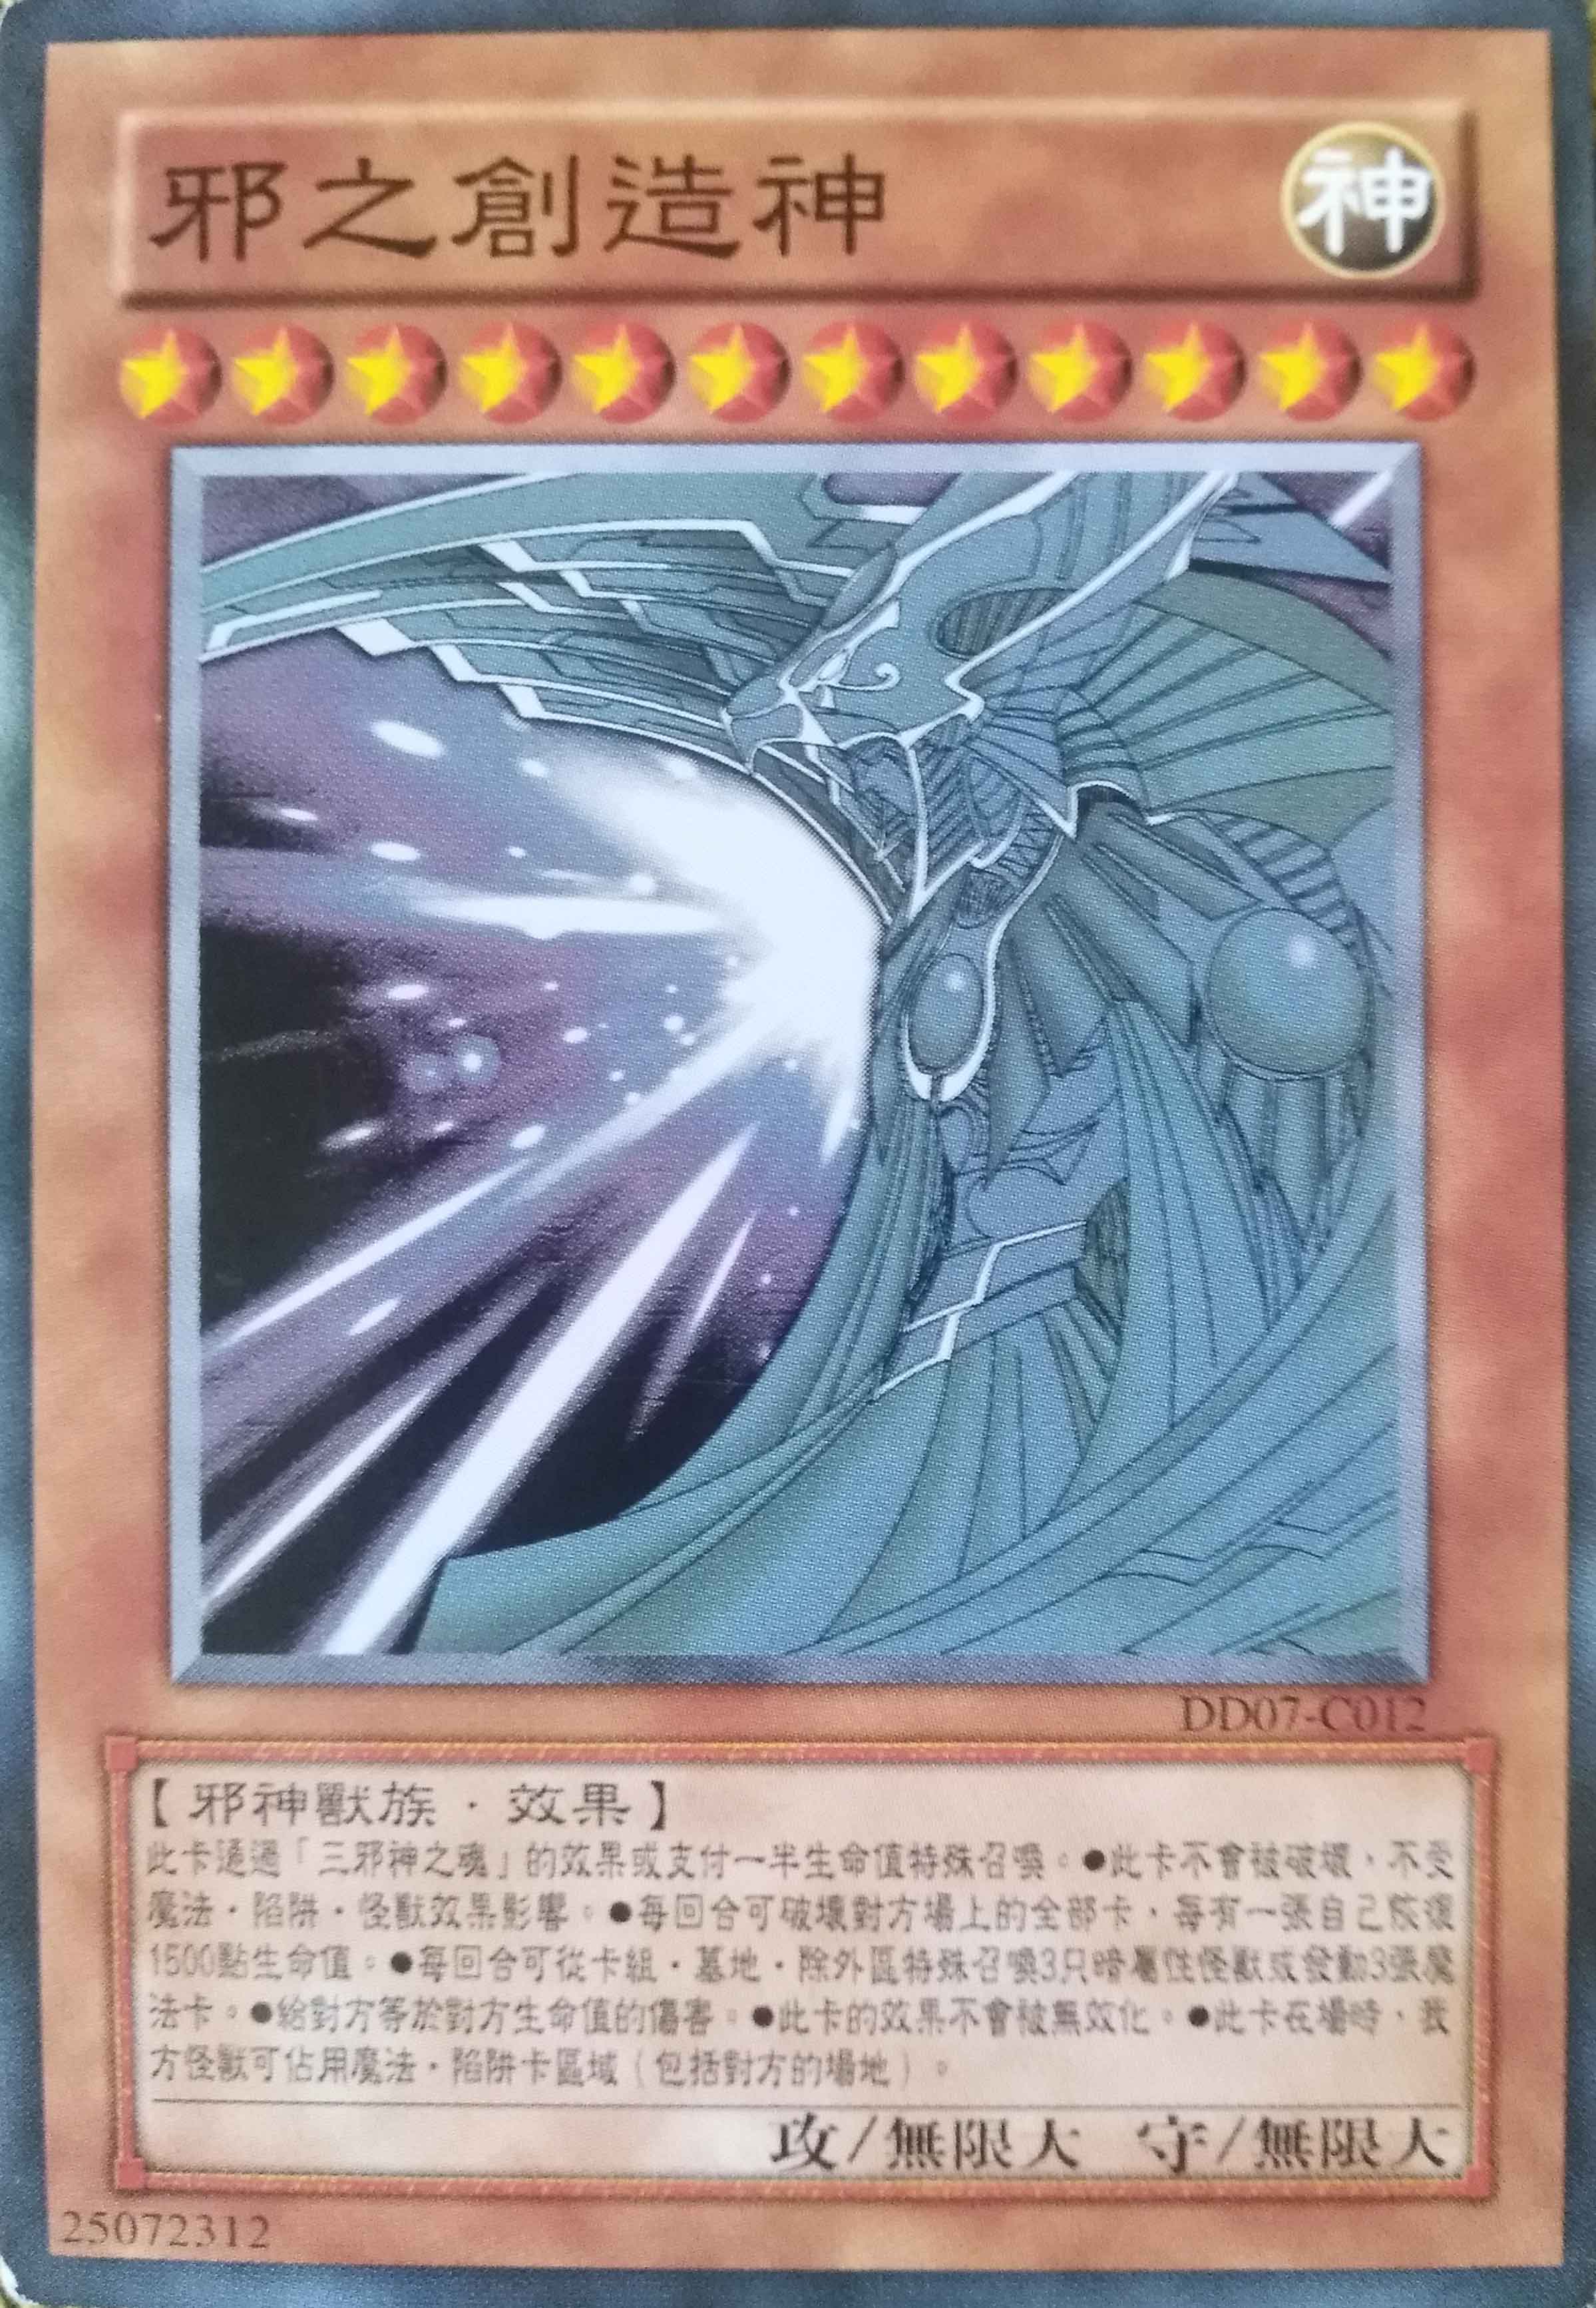 邪之創造神
神
DD07-C012
【邪神獸族·效果】
此卡通過「三邪神之魂」的效果或支付一半生命值特殊召喚。●此卡不會被破壞，不受
魔法·陷阱·怪獸效果影響。●每回合可破壞對方場上的全部卡，每有一張自己恢復
1500點生命值。●每回合可從卡組·墓地·除外區特殊召喚3只暗屬性怪獸或發動3張魔
法卡。●給對方等於對方生命值的傷害。●此卡的效果不會被無效化。●此卡在場時，我
方怪獸可佔用魔法·陷阱卡區域（包括對方的場地）。
攻/無限大 守/無限大
25072312